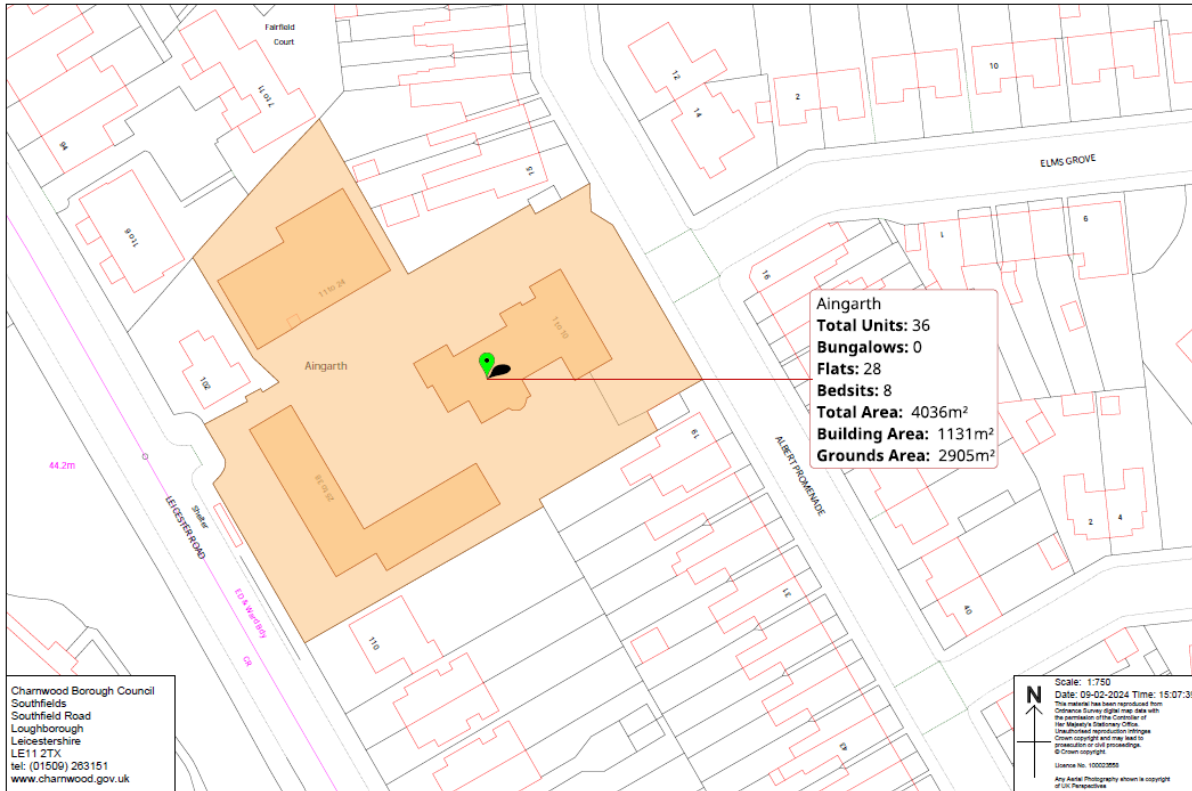 Fairfield
Court
7 to 11
94
6 to 11
12
14
2
10
ELMS GROVE
15
11 to 24
1 to 10
Aingarth
102
16
1
6
Aingarth
Total Units: 36
Bungalows: 0
Flats: 28
Bedsits: 8
Total Area: 4036m²
Building Area: 1131m²
Grounds Area: 2905m²
44.2m
LEICESTER ROAD
Shelter
ED & Ward Bdy
CR
19
ALBERT PROMENADE
2
4
31
40
110
43
Charnwood Borough Council
Southfields
Southfield Road
Loughborough
Leicestershire
LE11 2TX
tel: (01509) 263151
www.charnwood.gov.uk
N
Scale: 1:750
Date: 09-02-2024 Time: 15:07:39
This material has been reproduced from
Ordnance Survey digital map data with
the permission of the Controller of
Her Majesty's Stationary Office.
Unauthorised reproduction infringes
Crown copyright and may lead to
prosecution or civil proceedings.
© Crown copyright
Licence No.
Any Aerial Photography shown is copyright
of UK Perspectives